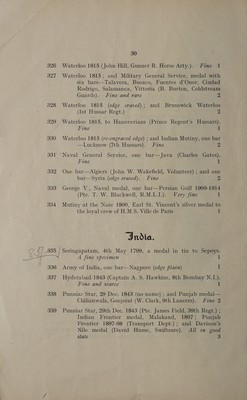 30
326 Waterloo 1815 (John Hill, Gunner R. Horse Arty.). Fine 1
327 Waterloo 1815; and Military General Service, medal with
six bars—Talavera, Busaco, Fuentes d'Onor, Ciudad
Rodrigo, Salamanca, Vittoria (B. Burton, Coldstream
Guards). Fine and rare 2
328 Waterloo 1815 (edge erased); and Brunswick Waterloo
(1st Hussar Regt.) 2
329 Waterloo 1815, to Hanoverians (Prince Regent's Hussars).
Fine 1
330 Waterloo 1815 (re-engraved edge); and Indian Mutiny, one bar
—Lucknow (7th Hussars). Fine 2
331 Naval General Service, one bar—Java (Charles Gates).
Fine 1
332 One bar—Algiers (John W. Wakefield, Volunteer); and one
bar—Syria (edge erased). Fine 2
333 George V., Naval medal, one bar—Persian Gulf 1909-1914
(Pte. T. W. Blackwell, R.M.L.I.). Very fine 1
334 Mutiny at the Nore 1800, Earl St. Vincent's silver medal to
the loyal crew of H.M.S. Ville de Paris 1
India.
335 Seringapatam, 4th May 1799, a medal in tin to Sepoys.
A fine specimen 1
336 Army of India, one bar—Nagpore (edge plain) 1
337 Hyderabad 1843 (Captain A. S. Hawkins, 8th Bombay N.I.).
Fine and scarce 1
338 Punniar Star, 29 Dec. 1843 (no name); and Punjab medal—
Chilianwala, Goojerat (W. Clark, 9th Lancers). Fine 2
339 Punniar Star, 29th Dec. 1843 (Pte. James Field, 39th Regt.);
Indian Frontier medal, Malakand, 1897; Punjab
Frontier 1897-98 (Transport Dept.); and Davison's
Nile medal (David Hume, Swiftsure). All in good
state 3